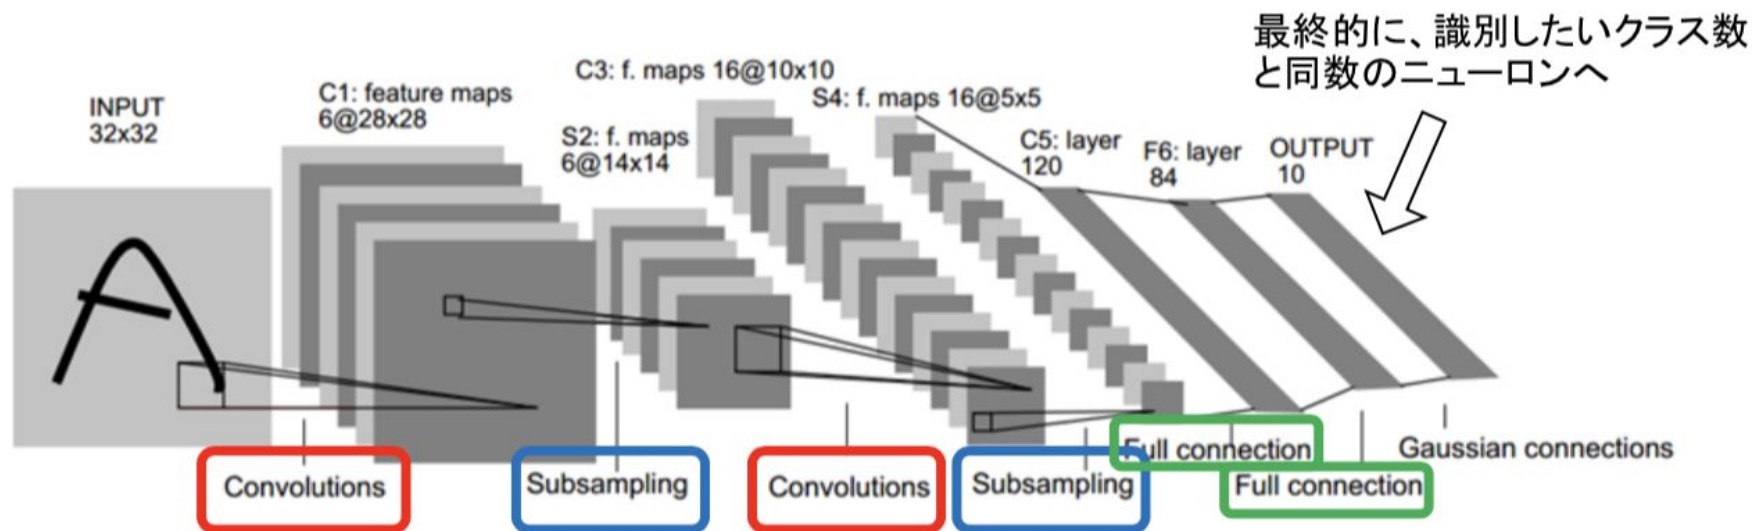 最終的に、識別したいクラス数
と同数のニューロンへ
INPUT
32x32
C1: feature maps
6@28x28
C3: f. maps 16@10x10
S2: f. maps
6@14x14
S4: f. maps 16@5x5
C5: layer
120
F6: layer
84
OUTPUT
10
Convolutions
Subsampling
Convolutions
Subsampling
Full connection
Full connection
Gaussian connections